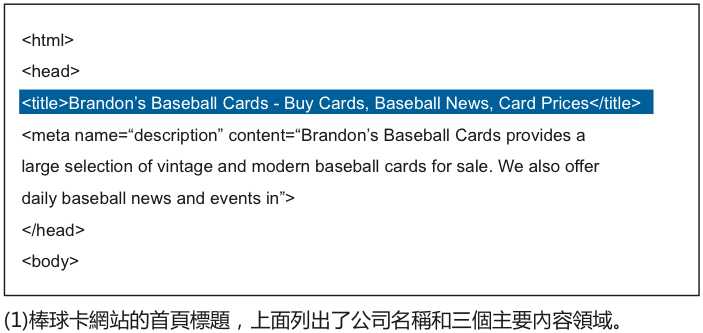 <html>
<head>
<title>Brandon’s Baseball Cards - Buy Cards, Baseball News, Card Prices</title>
<meta name=“description” content=“Brandon’s Baseball Cards provides a
large selection of vintage and modern baseball cards for sale. We also offer
daily baseball news and events in”>
</head>
<body>
(1)棒球卡網站的首頁標題，上面列出了公司名稱和三個主要內容領域。